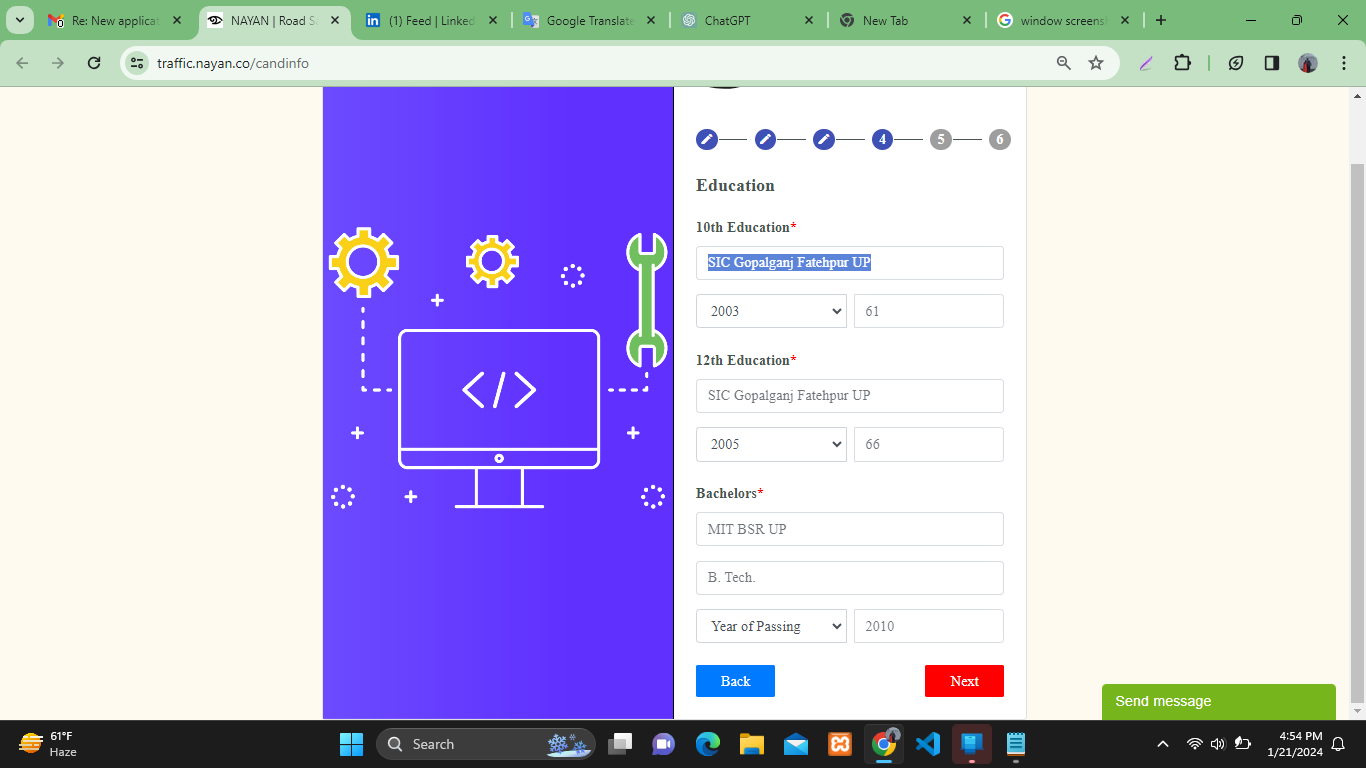 Re: New applicat
NAYAN | Road Sa
(1) Feed | Linked
Google Translate
ChatGPT
New Tab
window screensh
traffic.nayan.co/candinfo
4 5 6
Education
10th Education*
SIC Gopalganj Fatehpur UP
2003 61
12th Education*
SIC Gopalganj Fatehpur UP
2005 66
Bachelors*
MIT BSR UP
B. Tech.
Year of Passing 2010
Back Next
</>
Send message
61°F
Haze
Search
4:54 PM
1/21/2024